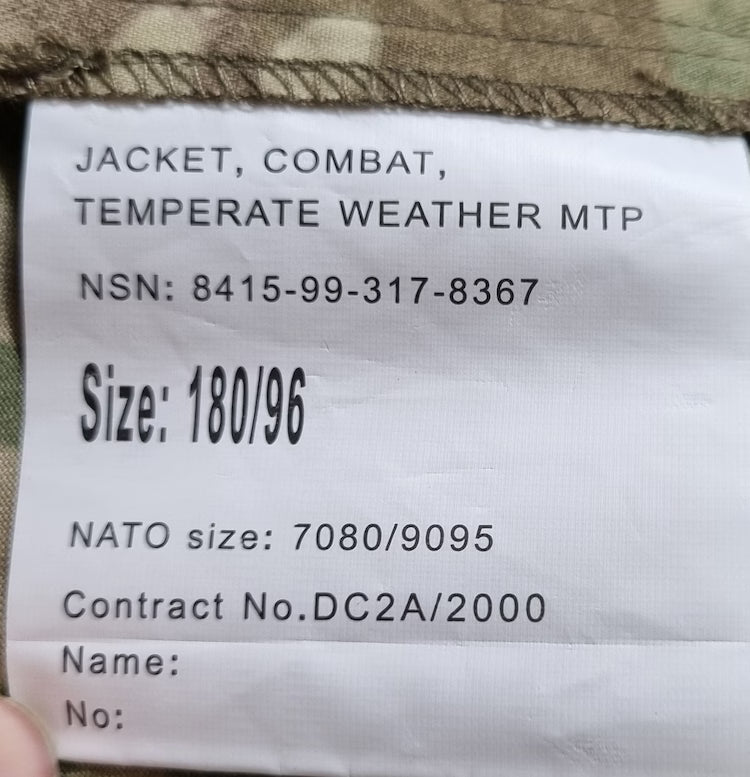 JACKET, COMBAT,
TEMPERATE WEATHER MTP
NSN: 8415-99-317-8367
Size: 180/96
NATO size: 7080/9095
Contract No.DC2A/2000
Name:
No: